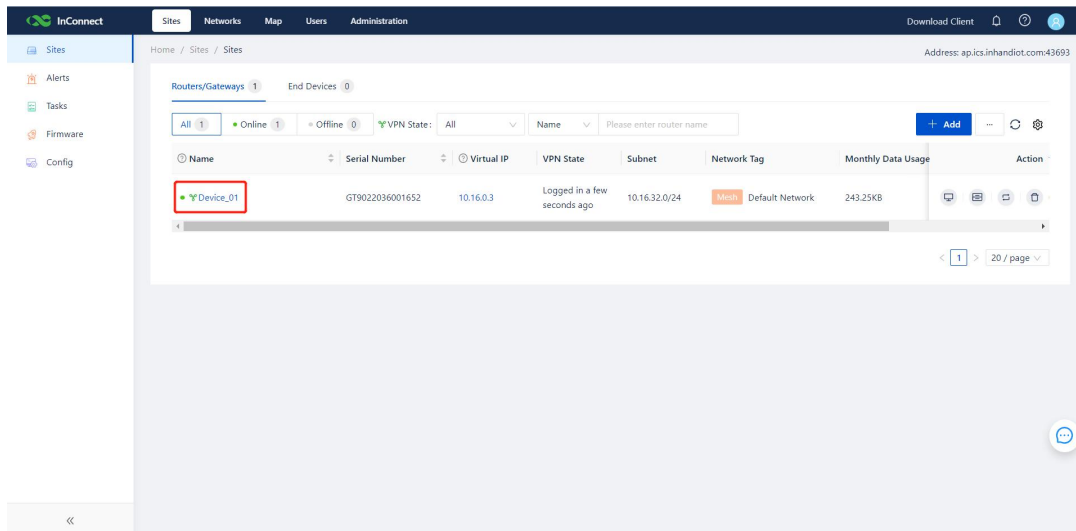 InConnect Sites Networks Map Users Administration Download Client
Sites
Alerts
Tasks
Firmware
Config
Home / Sites / Sites Address: ap.ics.inhandiot.com:43693
Routers/Gateways 1 End Devices 0
All 1 Online 1 Offline 0 VPN State: All Name Please enter router name + Add ...
Name Serial Number Virtual IP VPN State Subnet Network Tag Monthly Data Usage Action
Device_01 GT9022036001652 10.16.0.3 Logged in a few seconds ago 10.16.32.0/24 Mesh Default Network 243.25KB
< 1 > 20 / page
«